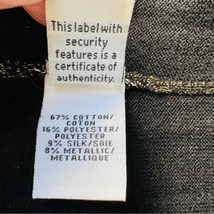 This label with
security
features is a
certificate of
authenticity.
67% COTTON/
COTON
16% POLYESTER/
POLYESTER
9% SILK/SOIE
8% METALLIC/
METALLIQUE